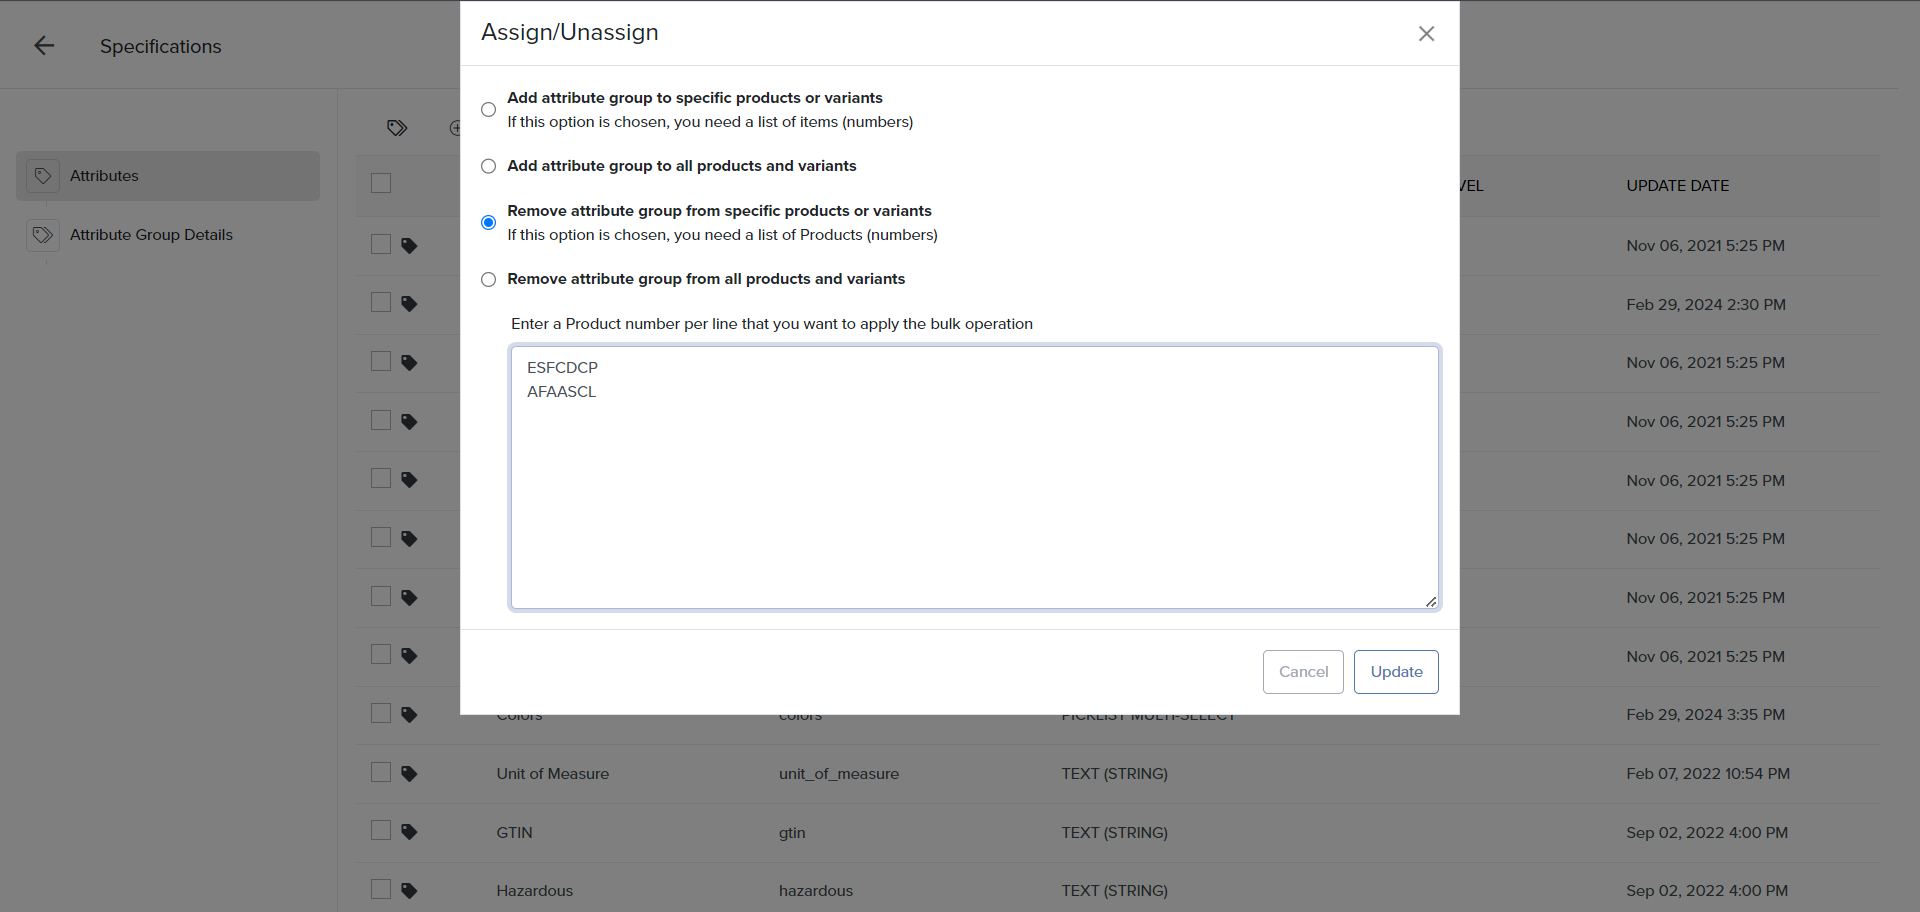 Specifications
Attributes
Attribute Group Details
Assign/Unassign
Add attribute group to specific products or variants
If this option is chosen, you need a list of items (numbers)
Add attribute group to all products and variants
Remove attribute group from specific products or variants
If this option is chosen, you need a list of Products (numbers)
Remove attribute group from all products and variants
Enter a Product number per line that you want to apply the bulk operation
ESFCDCP
AFAASCL
Cancel Update
UPDATE DATE
Nov 06, 2021 5:25 PM
Feb 29, 2024 2:30 PM
Nov 06, 2021 5:25 PM
Nov 06, 2021 5:25 PM
Nov 06, 2021 5:25 PM
Nov 06, 2021 5:25 PM
Nov 06, 2021 5:25 PM
Nov 06, 2021 5:25 PM
Colors colors PICKLIST MULTI-SELECT Feb 29, 2024 3:35 PM
Unit of Measure unit_of_measure TEXT (STRING) Feb 07, 2022 10:54 PM
GTIN gtin TEXT (STRING) Sep 02, 2022 4:00 PM
Hazardous hazardous TEXT (STRING) Sep 02, 2022 4:00 PM